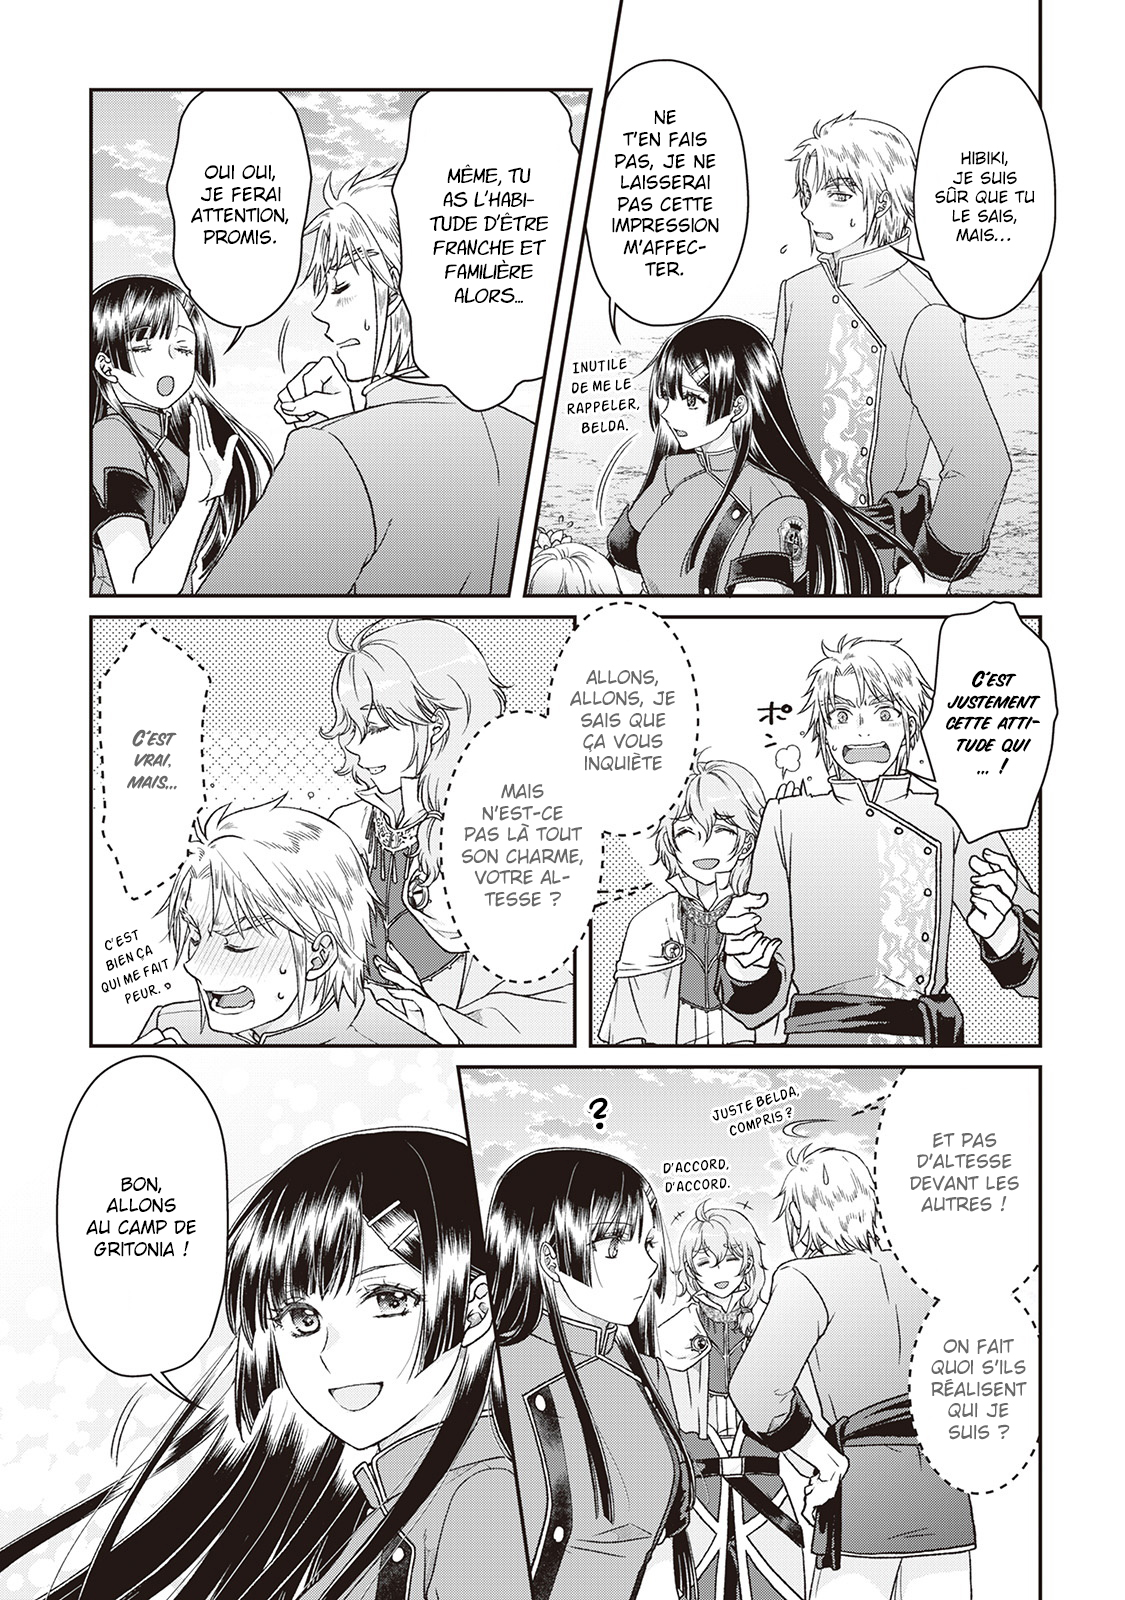 HIBIKI,
JE SUIS
SÛR QUE TU
LE SAIS,
MAIS...
NE
T'EN FAIS
PAS, JE NE
LAISSERAI
PAS CETTE
IMPRESSION
M'AFFEC-
TER.
INUTILE
DE ME LE
RAPPELER,
BELDA.
MÊME, TU
AS L'HABI-
TUDE D'ÊTRE
FRANCHE ET
FAMILIÈRE
ALORS...
OUI OUI,
JE FERAI
ATTENTION,
PROMIS.
C'EST
JUSTEMENT
CETTE ATTI-
TUDE QUI
... !
ポ
ALLONS,
ALLONS, JE
SAIS QUE
ÇA VOUS
INQUIÈTE
MAIS
N'EST-CE
PAS LÀ TOUT
SON CHARME,
VOTRE AL-
TESSE ?
C'EST
VRAI,
MAIS...
C'EST
BIEN ÇA
QUI ME FAIT
PEUR.
ET PAS
D'ALTESSE
DEVANT LES
AUTRES !
JUSTE BELDA,
COMPRIS ?
D'ACCORD,
D'ACCORD.
?
ON FAIT
QUOI S'ILS
RÉALISENT
QUI JE
SUIS ?
BON,
ALLONS
AU CAMP DE
GRITONIA !